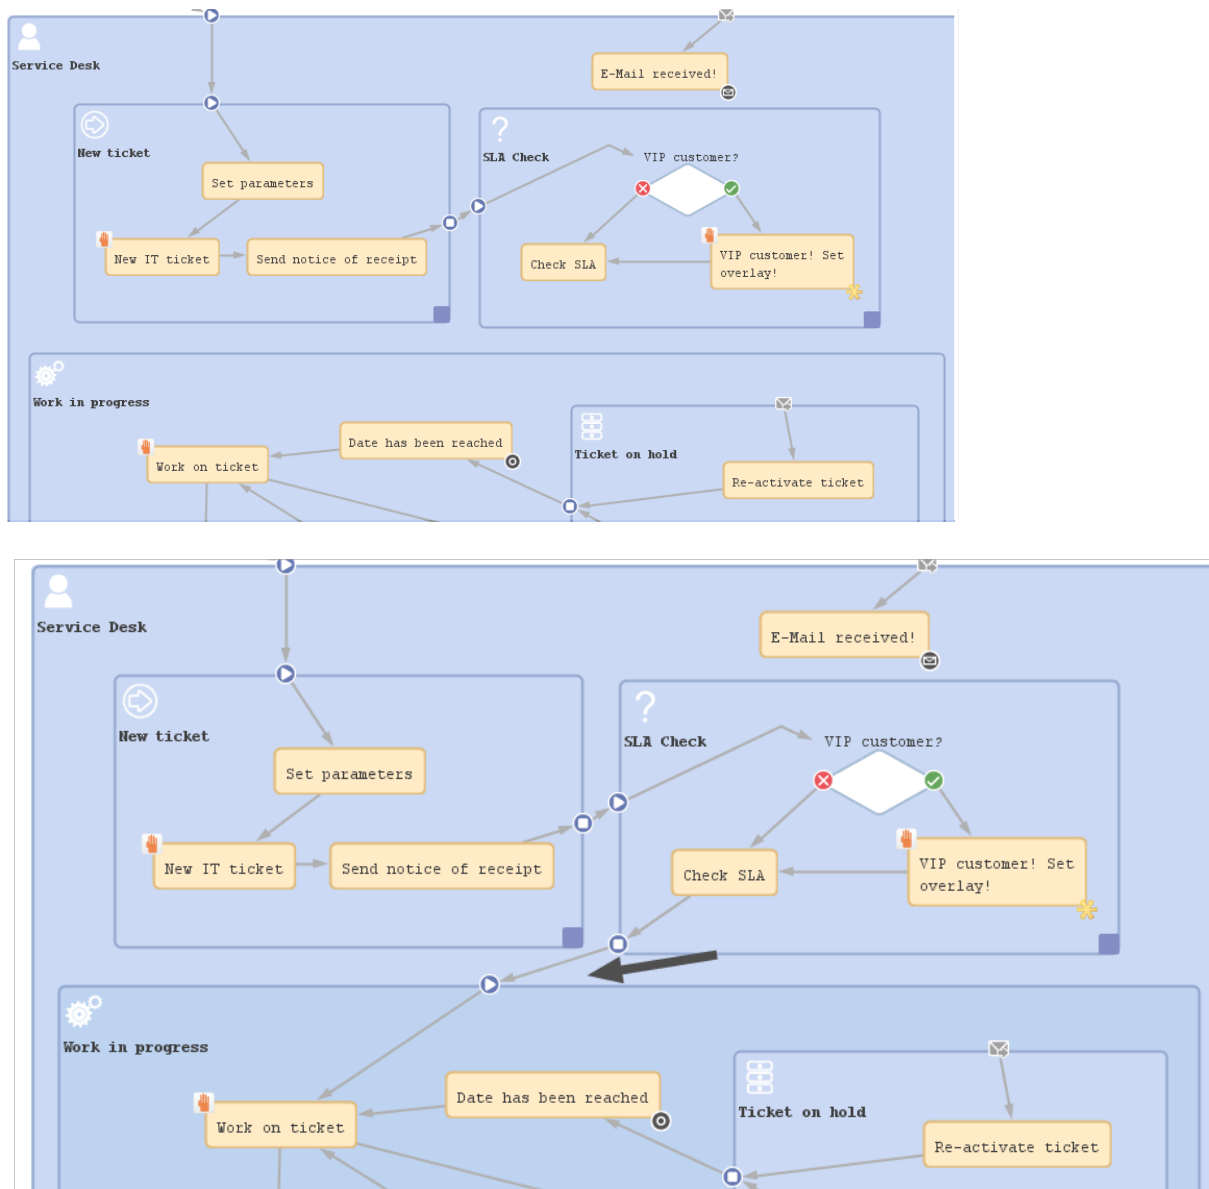 Service Desk
E-Mail received!
New ticket
SLA Check
VIP customer?
Set parameters
New IT ticket
Send notice of receipt
Check SLA
VIP customer! Set
overlay!
Work in progress
Date has been reached
Ticket on hold
Work on ticket
Re-activate ticket
Service Desk
E-Mail received!
New ticket
SLA Check
VIP customer?
Set parameters
New IT ticket
Send notice of receipt
Check SLA
VIP customer! Set
overlay!
Work in progress
Date has been reached
Ticket on hold
Work on ticket
Re-activate ticket